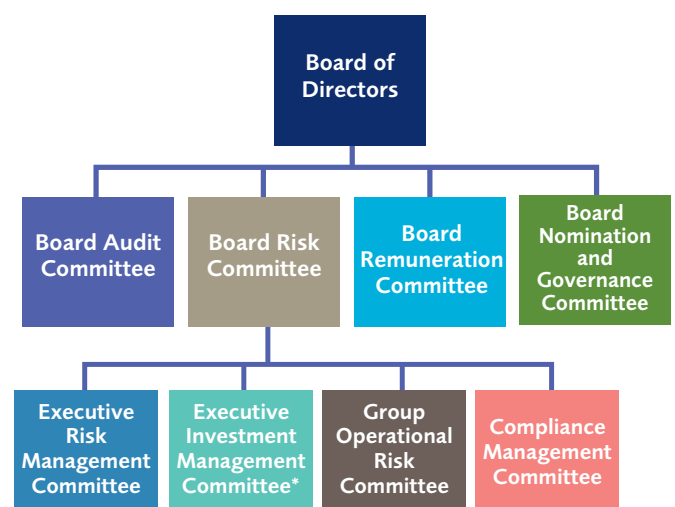 Board of
Directors
Board Audit
Committee
Board Risk
Committee
Board
Remuneration
Committee
Board
Nomination
and
Governance
Committee
Executive
Risk
Management
Committee
Executive
Investment
Management
Committee*
Group
Operational
Risk
Committee
Compliance
Management
Committee